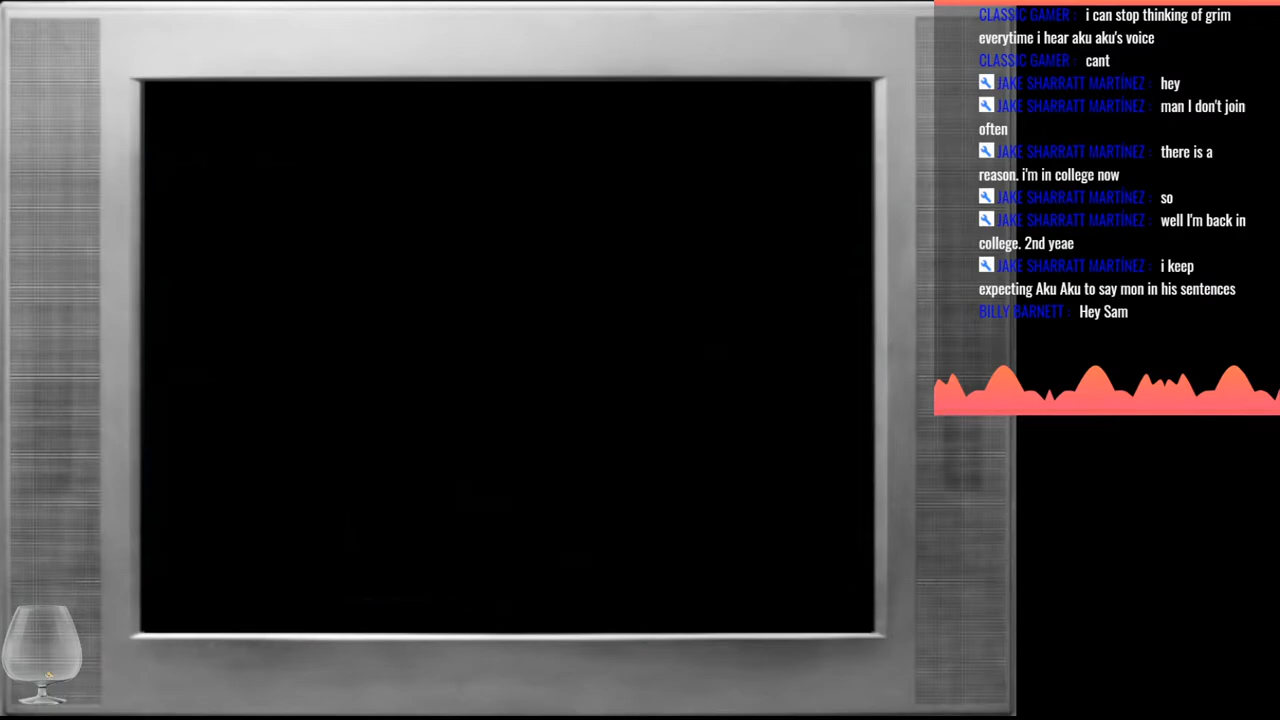 CLASSIC GAMER : i can stop thinking of grim
everytime i hear aku aku's voice
CLASSIC GAMER : cant
JAKE SHARRATT MARTÍNEZ : hey
JAKE SHARRATT MARTÍNEZ : man I don't join
often
JAKE SHARRATT MARTÍNEZ : there is a
reason. i'm in college now
JAKE SHARRATT MARTÍNEZ : so
JAKE SHARRATT MARTÍNEZ : well I'm back in
college. 2nd yeae
JAKE SHARRATT MARTÍNEZ : i keep
expecting Aku Aku to say mon in his sentences
BILLY BARNETT : Hey Sam